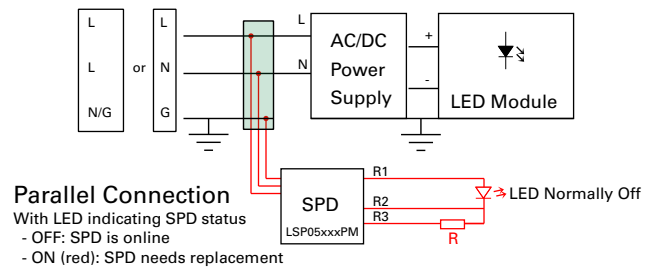 L
L
N/G
or
L
N
G
L
N
AC/DC
Power
Supply
+
-
LED Module
SPD
LSP05xxxPM
R1
R2
R3
R
LED Normally Off
Parallel Connection
With LED indicating SPD status
- OFF: SPD is online
- ON (red): SPD needs replacement